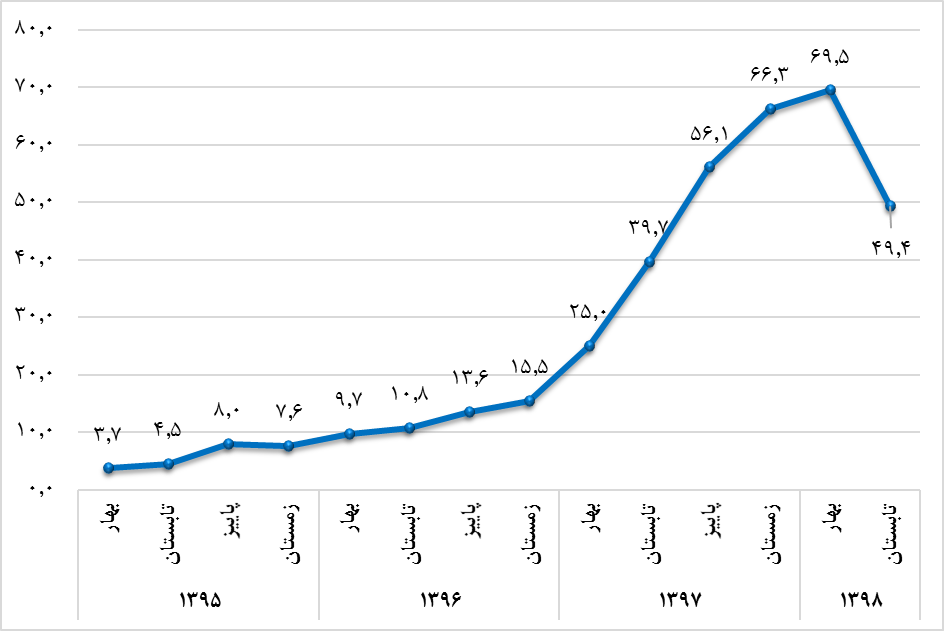 ۸۰,۰
۷۰,۰
۶۰,۰
۵۰,۰
۴۰,۰
۳۰,۰
۲۰,۰
۱۰,۰
۰,۰
۳,۷
۴,۵
۸,۰
۷,۶
۹,۷
۱۰,۸
۱۳,۶
۱۵,۵
۲۵,۰
۳۹,۷
۵۶,۱
۶۶,۳
۶۹,۵
۴۹,۴
بهار
تابستان
پاییز
زمستان
بهار
تابستان
پاییز
زمستان
بهار
تابستان
پاییز
زمستان
بهار
تابستان
۱۳۹۵
۱۳۹۶
۱۳۹۷
۱۳۹۸